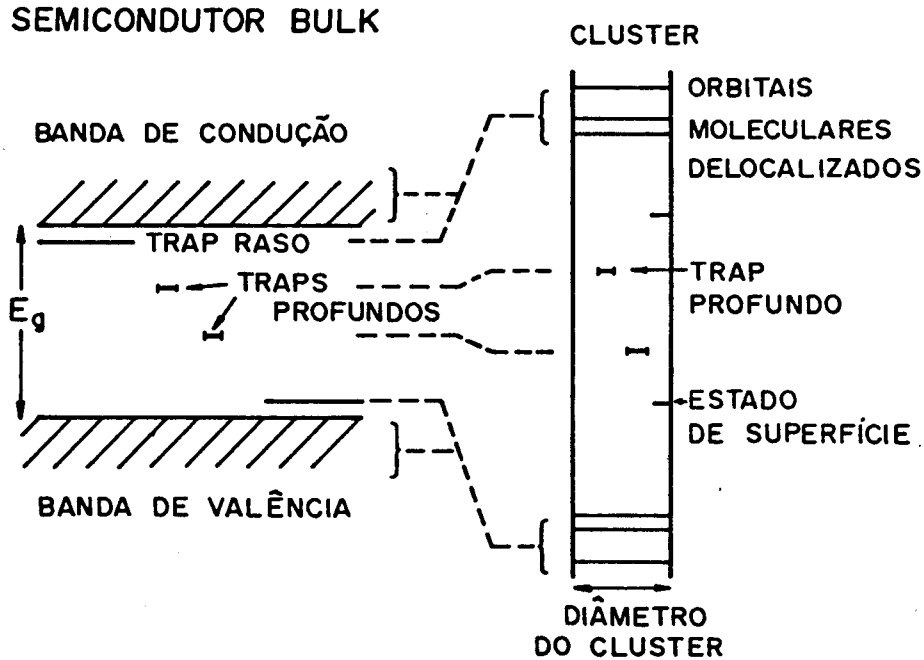 SEMICONDUTOR BULK
CLUSTER
BANDA DE CONDUÇÃO
TRAP RASO
TRAPS
PROFUNDOS
Eg
BANDA DE VALÊNCIA
ORBITAIS
MOLECULARES
DELOCALIZADOS
TRAP
PROFUNDO
ESTADO
DE SUPERFÍCIE
DIÂMETRO
DO CLUSTER